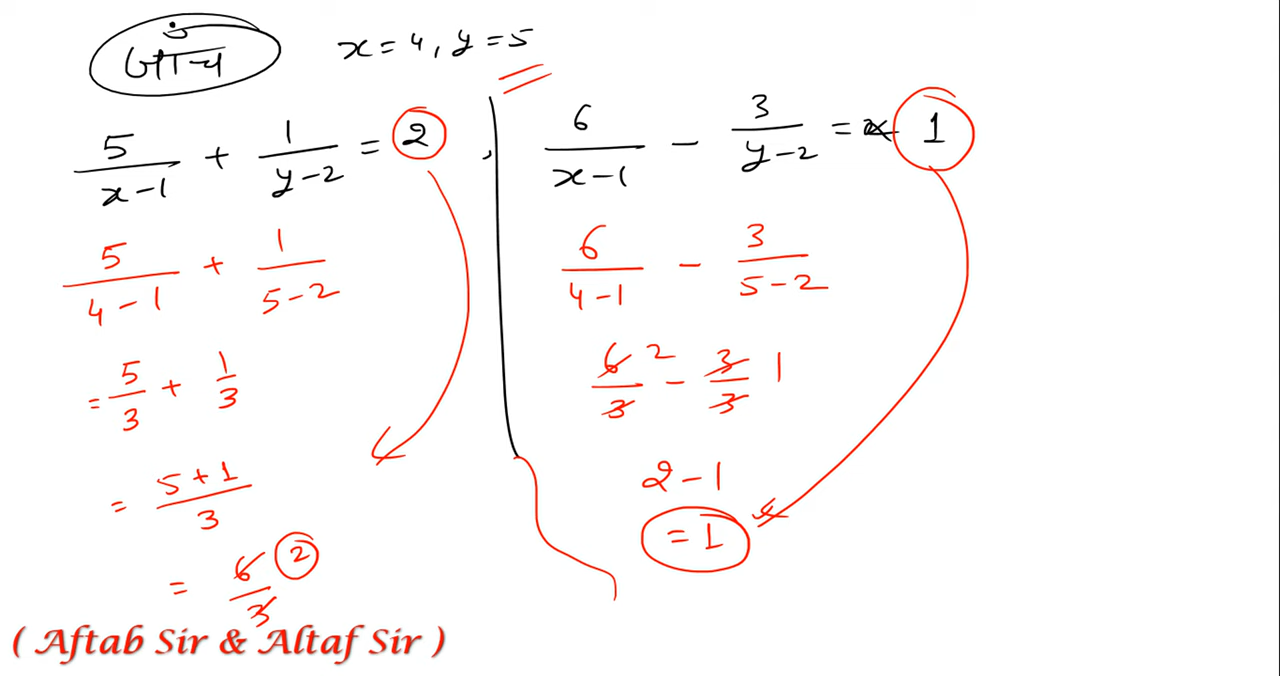 जांच x = 4, y = 5
5/(x-1) + 1/(y-2) = 2 ,
5/(4-1) + 1/(5-2)
= 5/3 + 1/3
= (5+1)/3
= 6/3 2
6/(x-1) - 3/(y-2) = 1
6/(4-1) - 3/(5-2)
6/3 2 - 3/3 1
2 - 1
= 1
( Aftab Sir & Altaf Sir )